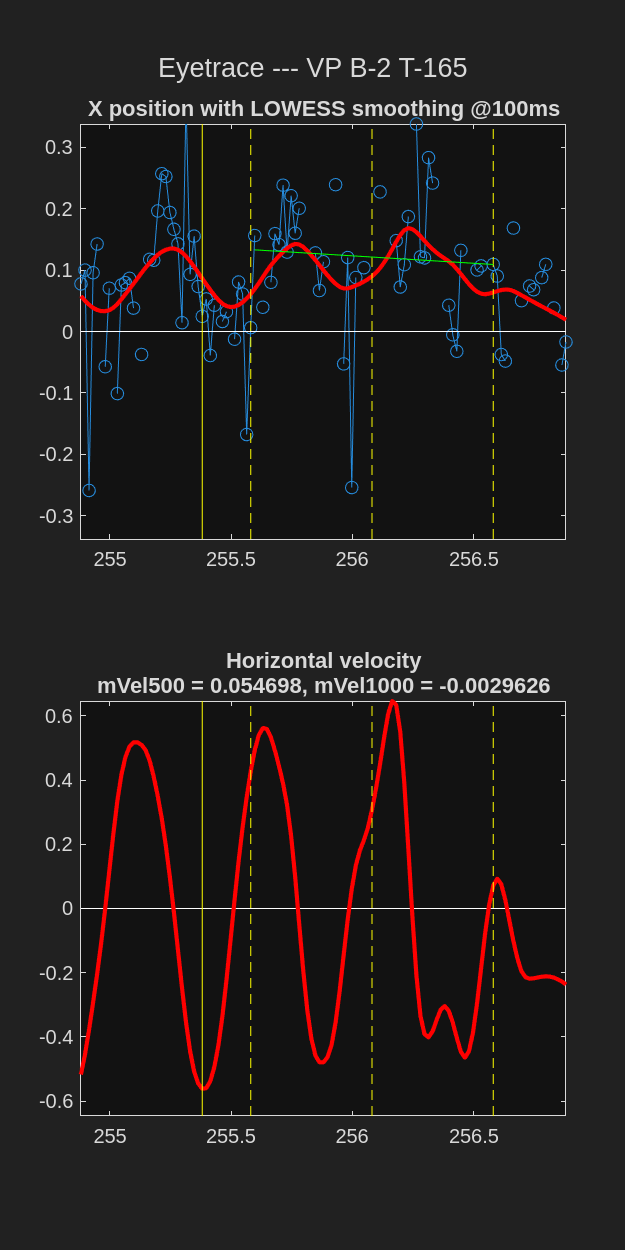 Eyetrace --- VP B-2 T-165
X position with LOWESS smoothing @100ms
0.3
0.2
0.1
0
-0.1
-0.2
-0.3
255 255.5 256 256.5
Horizontal velocity
mVel500 = 0.054698, mVel1000 = -0.0029626
0.6
0.4
0.2
0
-0.2
-0.4
-0.6
255 255.5 256 256.5